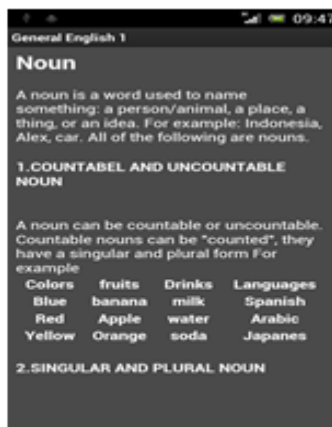 09:47
General English 1
Noun
A noun is a word used to name
something: a person/animal, a place, a
thing, or an idea. For example: Indonesia,
Alex, car. All of the following are nouns.
1.COUNTABEL AND UNCOUNTABLE
NOUN
A noun can be countable or uncountable.
Countable nouns can be "counted", they
have a singular and plural form For
example
Colors fruits Drinks Languages
Blue banana milk Spanish
Red Apple water Arabic
Yellow Orange soda Japanes
2.SINGULAR AND PLURAL NOUN